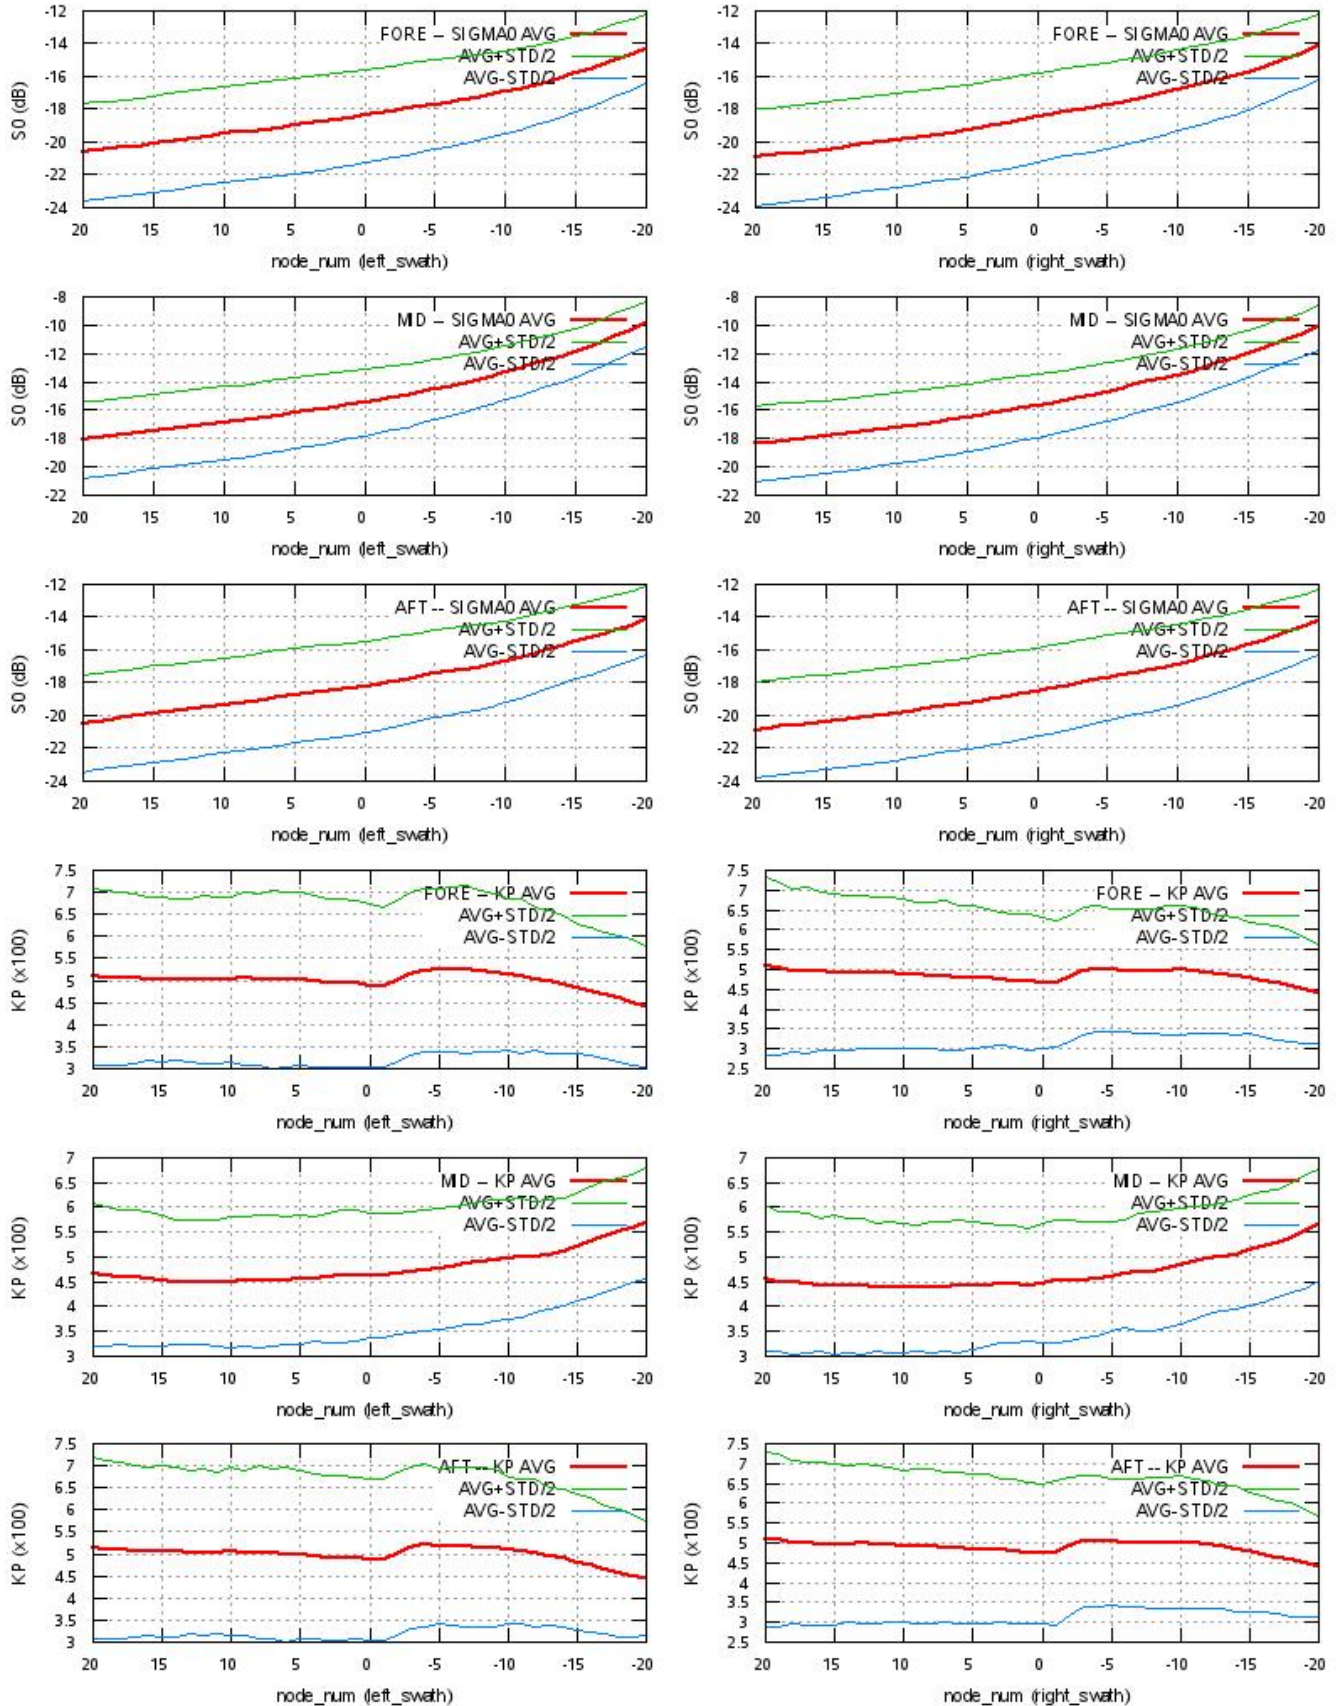 -12
-14
-16
-18
-20
-22
-24
S0 (dB)
FORE -- SIGMA0 AVG
AVG+STD/2
AVG-STD/2
20 15 10 5 0 -5 -10 -15 -20
node_num (left_swath)
-12
-14
-16
-18
-20
-22
-24
S0 (dB)
FORE -- SIGMA0 AVG
AVG+STD/2
AVG-STD/2
20 15 10 5 0 -5 -10 -15 -20
node_num (right_swath)
-8
-10
-12
-14
-16
-18
-20
-22
S0 (dB)
MID -- SIGMA0 AVG
AVG+STD/2
AVG-STD/2
20 15 10 5 0 -5 -10 -15 -20
node_num (left_swath)
-8
-10
-12
-14
-16
-18
-20
-22
S0 (dB)
MID -- SIGMA0 AVG
AVG+STD/2
AVG-STD/2
20 15 10 5 0 -5 -10 -15 -20
node_num (right_swath)
-12
-14
-16
-18
-20
-22
-24
S0 (dB)
AFT -- SIGMA0 AVG
AVG+STD/2
AVG-STD/2
20 15 10 5 0 -5 -10 -15 -20
node_num (left_swath)
-12
-14
-16
-18
-20
-22
-24
S0 (dB)
AFT -- SIGMA0 AVG
AVG+STD/2
AVG-STD/2
20 15 10 5 0 -5 -10 -15 -20
node_num (right_swath)
7.5
7
6.5
6
5.5
5
4.5
4
3.5
3
KP (x100)
FORE -- KP AVG
AVG+STD/2
AVG-STD/2
20 15 10 5 0 -5 -10 -15 -20
node_num (left_swath)
7.5
7
6.5
6
5.5
5
4.5
4
3.5
3
2.5
KP (x100)
FORE -- KP AVG
AVG+STD/2
AVG-STD/2
20 15 10 5 0 -5 -10 -15 -20
node_num (right_swath)
7
6.5
6
5.5
5
4.5
4
3.5
3
KP (x100)
MID -- KP AVG
AVG+STD/2
AVG-STD/2
20 15 10 5 0 -5 -10 -15 -20
node_num (left_swath)
7
6.5
6
5.5
5
4.5
4
3.5
3
KP (x100)
MID -- KP AVG
AVG+STD/2
AVG-STD/2
20 15 10 5 0 -5 -10 -15 -20
node_num (right_swath)
7.5
7
6.5
6
5.5
5
4.5
4
3.5
3
KP (x100)
AFT -- KP AVG
AVG+STD/2
AVG-STD/2
20 15 10 5 0 -5 -10 -15 -20
node_num (left_swath)
7.5
7
6.5
6
5.5
5
4.5
4
3.5
3
2.5
KP (x100)
AFT -- KP AVG
AVG+STD/2
AVG-STD/2
20 15 10 5 0 -5 -10 -15 -20
node_num (right_swath)